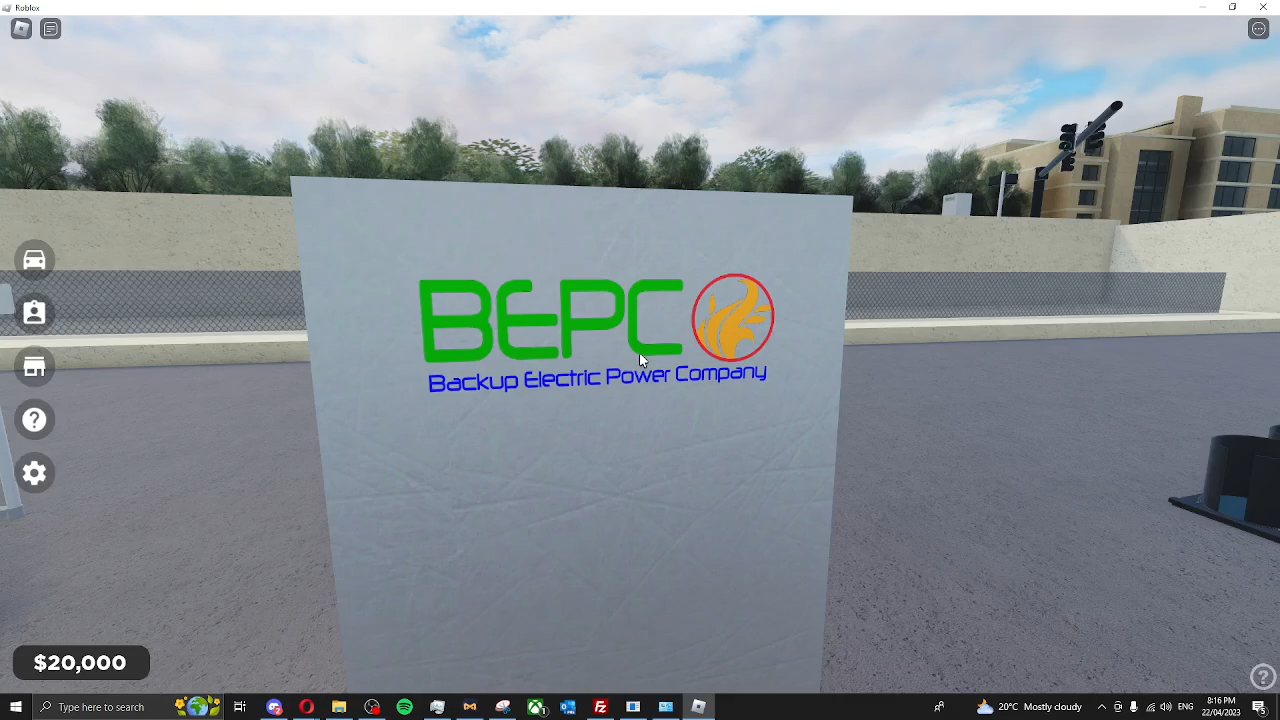 Roblox
BEPC
Backup Electric Power Company
$20,000
Type here to search
20°C Mostly cloudy
ENG
8:16 PM
22/04/2023